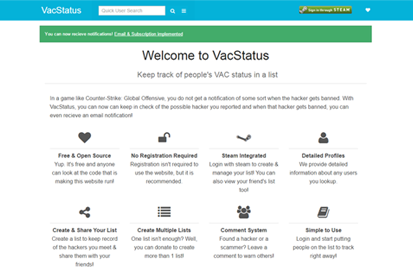 VacStatus
Quick User Search
Sign in through STEAM
You can now recieve notifications! Email & Subscription implemented!
Welcome to VacStatus
Keep track of people's VAC status in a list
In a game like Counter-Strike: Global Offensive, you do not get a notification of some sort when the hacker gets banned. With
VacStatus, you can now can keep in check of the possible hacker you reported and when that hacker gets banned, you can
even recieve an email notification!
Free & Open Source
Yup. It's free and anyone
can look at the code that is
making this website run!
No Registration Required
Registration isn't required to
use the website, but it is
recommended.
Steam Integrated
Login with steam to create &
manage your list! You can
also view your friend's list
too!
Detailed Profiles
We provide detailed
information about any users
you lookup.
Create & Share Your List
Create a list to keep record
of the hackers you meet &
share them with your
friends!
Create Multiple Lists
One list isn't enough? Well,
you can donate to create
more than 1 list!
Comment System
Found a hacker or a
scammer? Leave a
comment to warn others!
Simple to Use
Login and start putting
people on the list to track
right away!